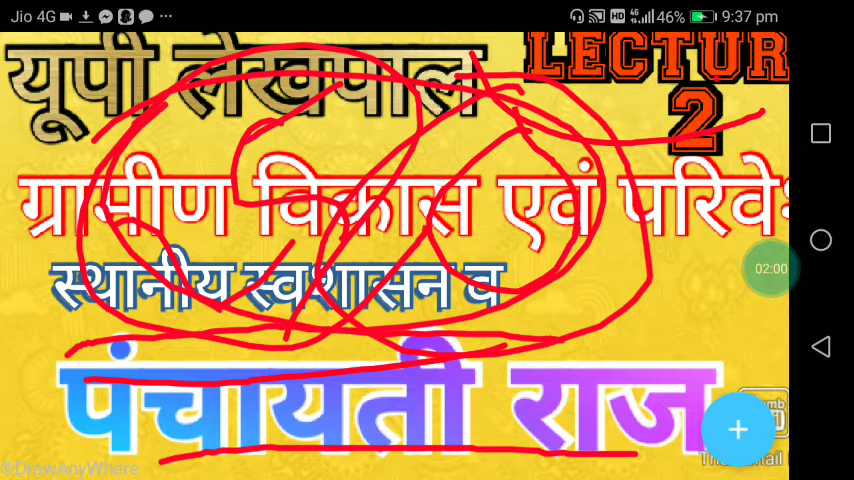 Jio 4G 46% 9:37 pm
यूपी लेखपाल LECTUR
2
ग्रामीण विकास एवं परिवे
02:00
स्थानीय स्वशासन व
पंचायती राज
©DrawAnyWhere